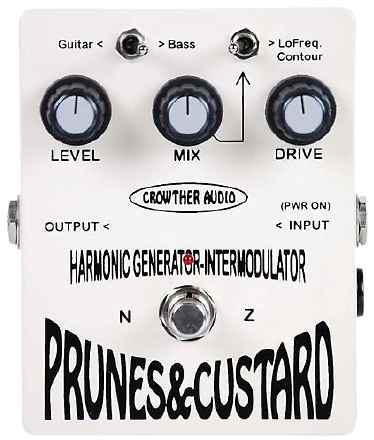 Guitar < > Bass > LoFreq.
Contour
LEVEL MIX DRIVE
CROWTHER AUDIO
(PWR ON)
OUTPUT < < INPUT
HARMONIC GENERATOR-INTERMODULATOR
N Z
PRUNES&CUSTARD